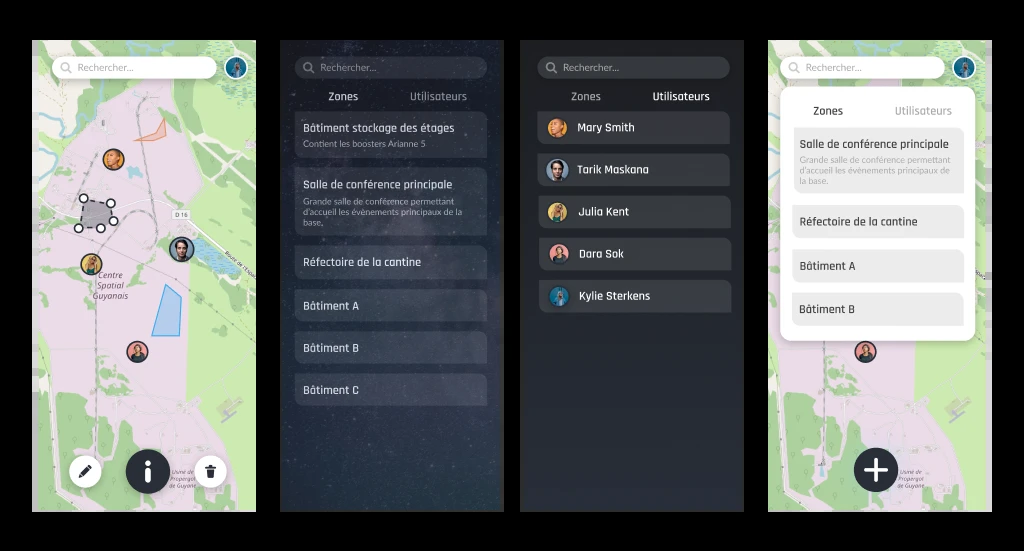 Rechercher...
D 16
Route de l'Espace
Centre
Spatial
Guyanais
Usine de
Propergol
de Guyane
Rechercher...
Zones
Utilisateurs
Bâtiment stockage des étages
Contient les boosters Arianne 5
Salle de conférence principale
Grande salle de conférence permettant
d'accueil les évènements principaux de la
base.
Réfectoire de la cantine
Bâtiment A
Bâtiment B
Bâtiment C
Rechercher...
Zones
Utilisateurs
Mary Smith
Tarik Maskana
Julia Kent
Dara Sok
Kylie Sterkens
Rechercher...
Zones
Utilisateurs
Salle de conférence principale
Grande salle de conférence permettant
d'accueil les évènements principaux de
la base.
Réfectoire de la cantine
Bâtiment A
Bâtiment B
Usine de
Propergol
de Guyane